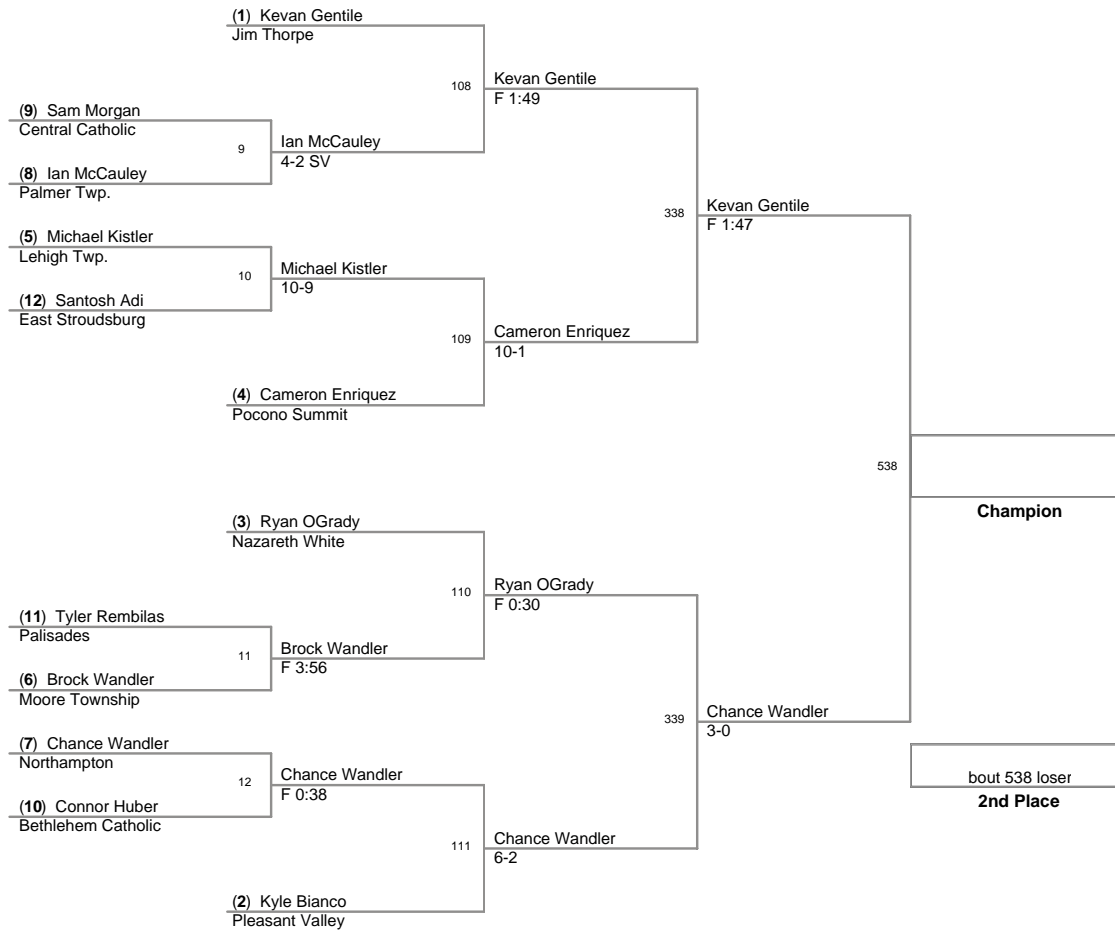 (1) Kevan Gentile
Jim Thorpe
108
Kevan Gentile
F 1:49
(9) Sam Morgan
Central Catholic
9
Ian McCauley
4-2 SV
(8) Ian McCauley
Palmer Twp.
338
Kevan Gentile
F 1:47
(5) Michael Kistler
Lehigh Twp.
10
Michael Kistler
10-9
(12) Santosh Adi
East Stroudsburg
109
Cameron Enriquez
10-1
(4) Cameron Enriquez
Pocono Summit
538
Champion
(3) Ryan OGrady
Nazareth White
110
Ryan OGrady
F 0:30
(11) Tyler Rembilas
Palisades
11
Brock Wandler
F 3:56
(6) Brock Wandler
Moore Township
339
Chance Wandler
3-0
(7) Chance Wandler
Northampton
12
Chance Wandler
F 0:38
(10) Connor Huber
Bethlehem Catholic
111
Chance Wandler
6-2
(2) Kyle Bianco
Pleasant Valley
bout 538 loser
2nd Place